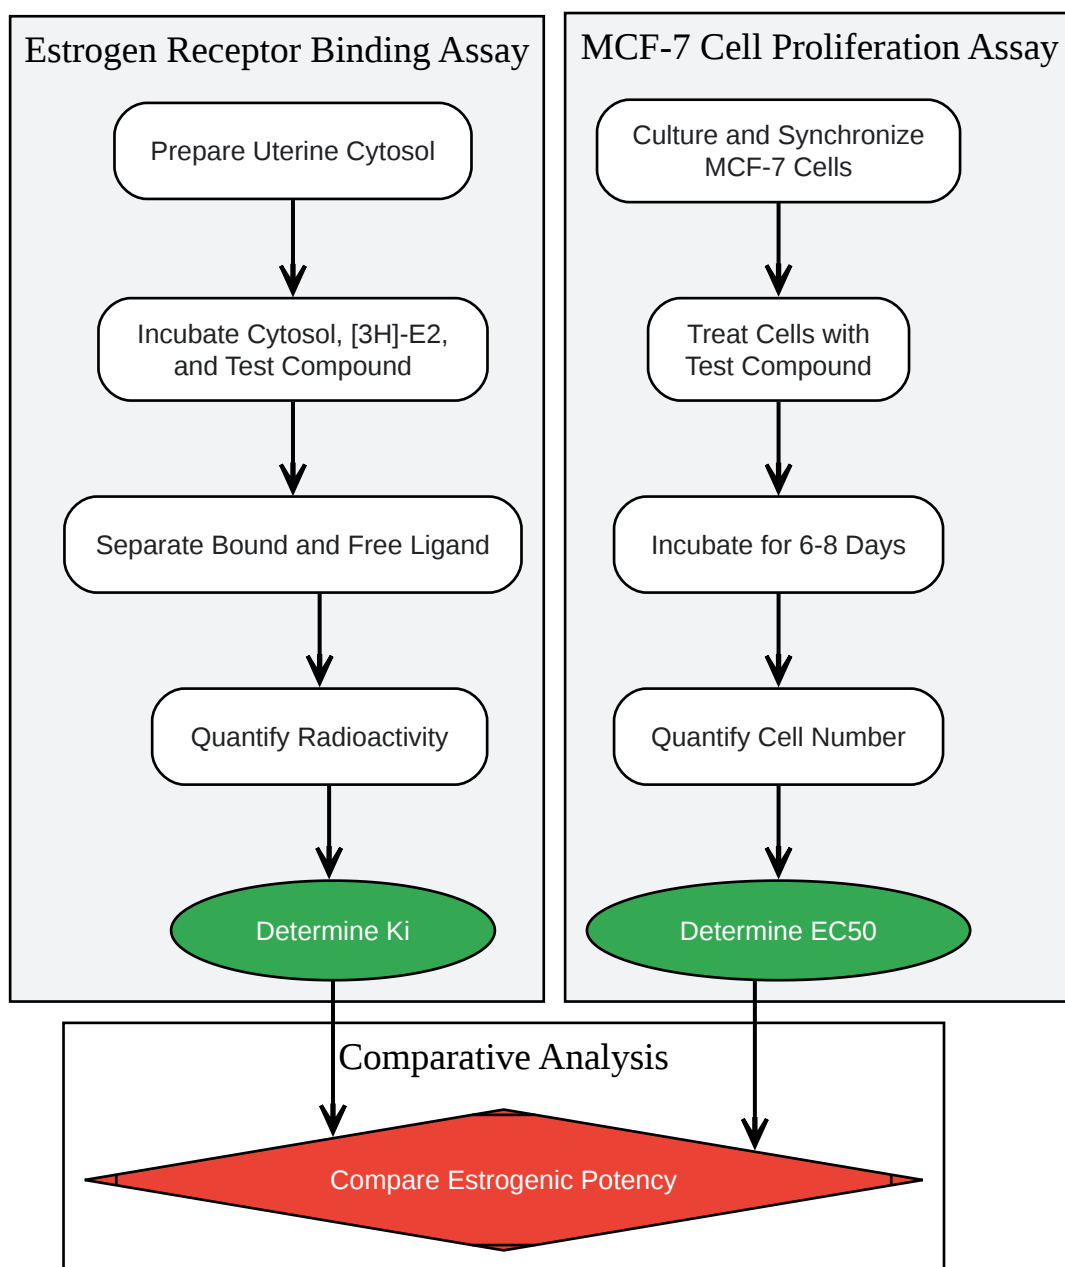 Estrogen Receptor Binding Assay
Prepare Uterine Cytosol
Incubate Cytosol, [3H]-E2,
and Test Compound
Separate Bound and Free Ligand
Quantify Radioactivity
Determine Ki
MCF-7 Cell Proliferation Assay
Culture and Synchronize
MCF-7 Cells
Treat Cells with
Test Compound
Incubate for 6-8 Days
Quantify Cell Number
Determine EC50
Comparative Analysis
Compare Estrogenic Potency